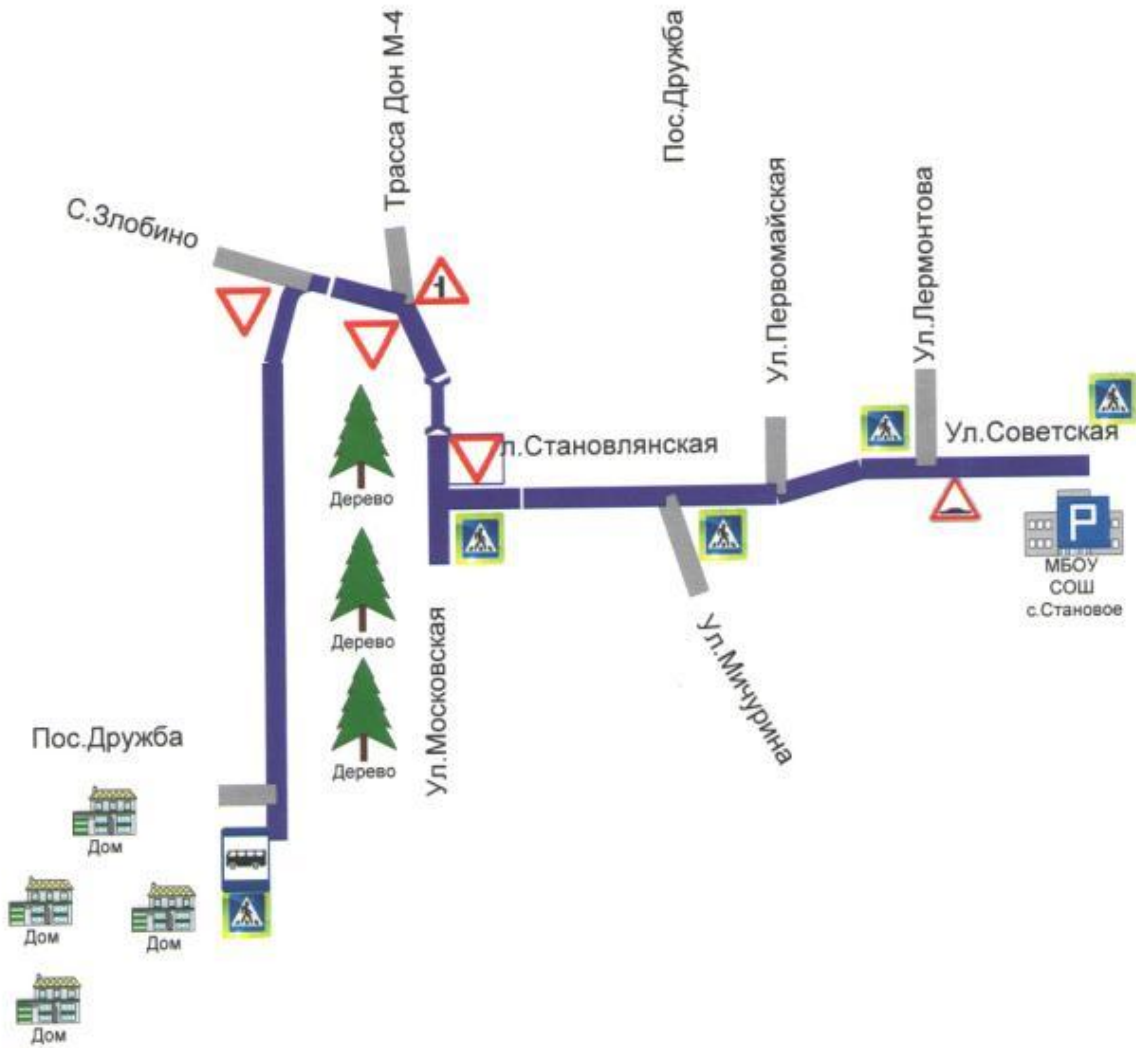 Трасса Дон М-4
Пос.Дружба
С.Злобино
Ул.Первомайская
Ул.Лермонтова
л.Становлянская
Ул.Советская
Дерево
P
МБОУ
СОШ
с.Становое
Дерево
Ул.Московская
Ул.Мичурина
Дерево
Пос.Дружба
Дом
Дом
Дом
Дом